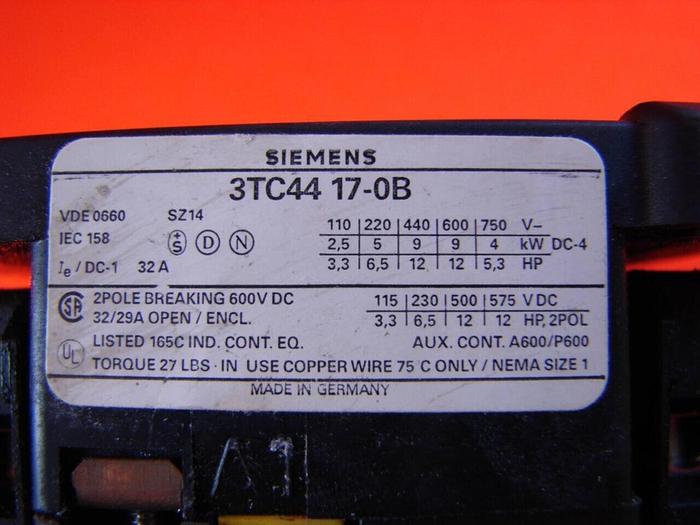 SIEMENS
3TC44 17-0B
VDE 0660 SZ14
IEC 158 S D N
Ie / DC-1 32 A
110 | 220 | 440 | 600 | 750 V–
2,5 | 5 | 9 | 9 | 4 kW DC-4
3,3 | 6,5 | 12 | 12 | 5,3 HP
SA 2POLE BREAKING 600V DC
32/29A OPEN / ENCL.
115 | 230 | 500 | 575 V DC
3,3 | 6,5 | 12 | 12 HP, 2POL
UL LISTED 165C IND. CONT. EQ. AUX. CONT. A600/P600
TORQUE 27 LBS · IN USE COPPER WIRE 75°C ONLY / NEMA SIZE 1
MADE IN GERMANY
A1